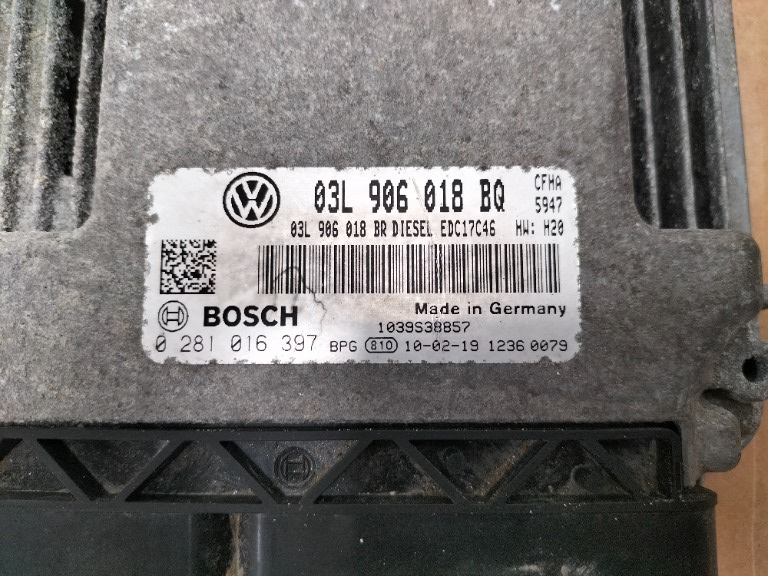 03L 906 018 BQ CFHA
5947
03L 906 018 BR DIESEL EDC17C46 HW: H20
BOSCH Made in Germany
1039S38857
0 281 016 397 BPG 810 10-02-19 1236 0079